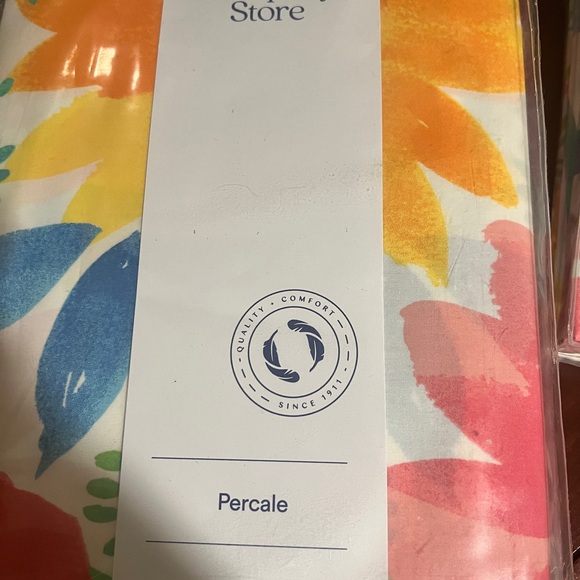 Store
QUALITY • COMFORT
SINCE 1911
Percale